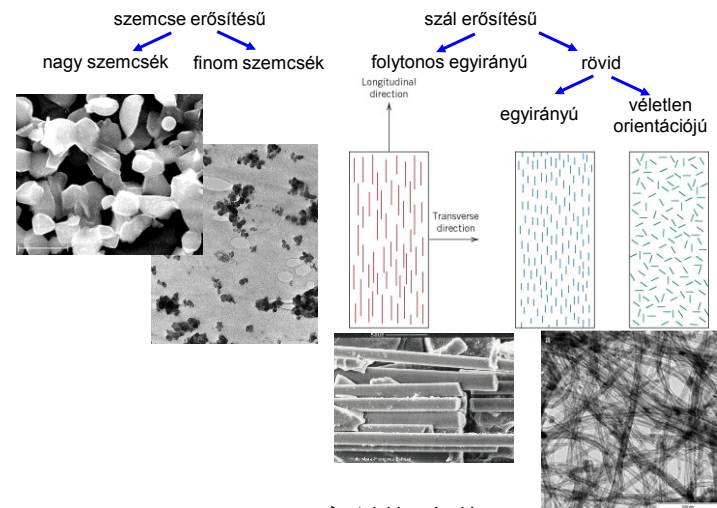 szemcse erősítésű
szál erősítésű
nagy szemcsék
finom szemcsék
folytonos egyirányú
rövid
Longitudinal
direction
egyirányú
véletlen
orientációjú
Transverse
direction
a